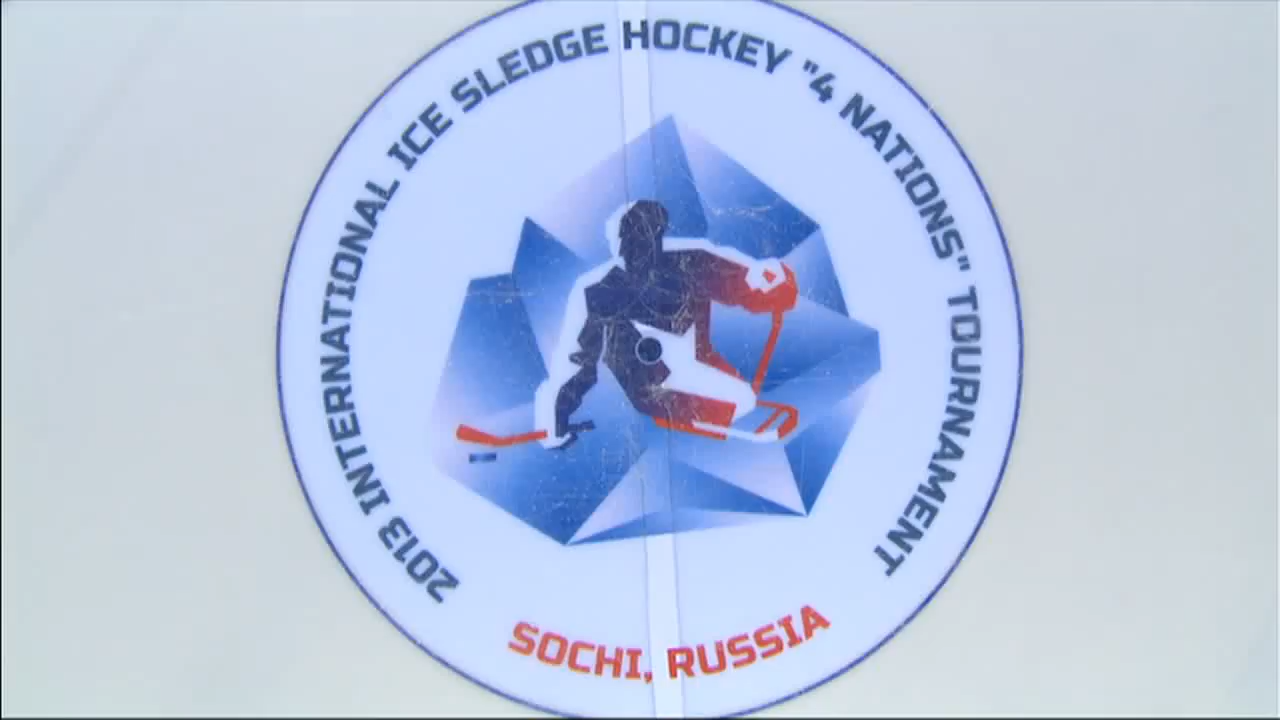 2013 INTERNATIONAL ICE SLEDGE HOCKEY "4 NATIONS" TOURNAMENT
SOCHI, RUSSIA